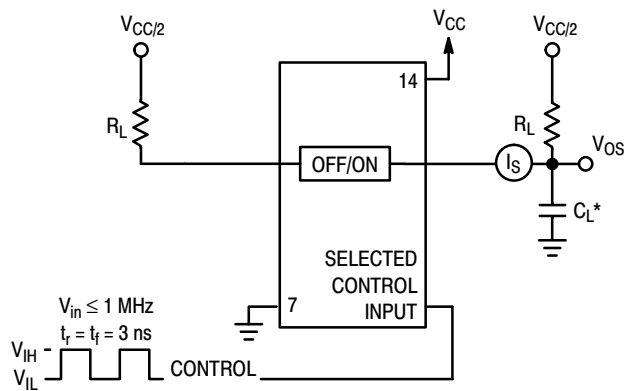 V_CC/2
V_CC
V_CC/2
14
R_L
R_L
V_OS
OFF/ON
I_S
C_L*
SELECTED
CONTROL
INPUT
7
V_in ≤ 1 MHz
t_r = t_f = 3 ns
V_IH
V_IL
CONTROL